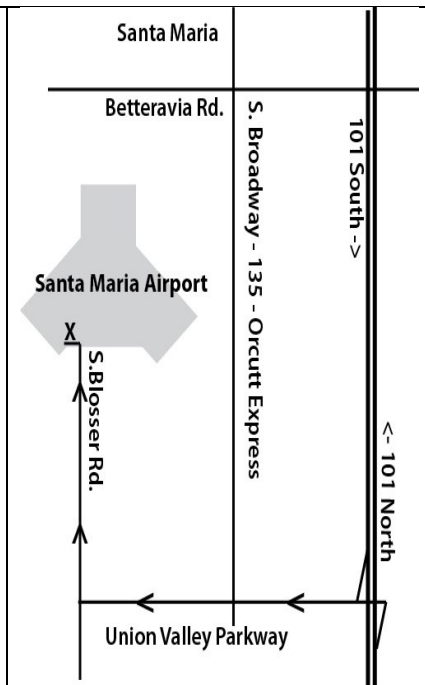 Santa Maria
Betteravia Rd.
S. Broadway - 135 - Orcutt Express
101 South ->
Santa Maria Airport
X
S.Blosser Rd.
<- 101 North
Union Valley Parkway